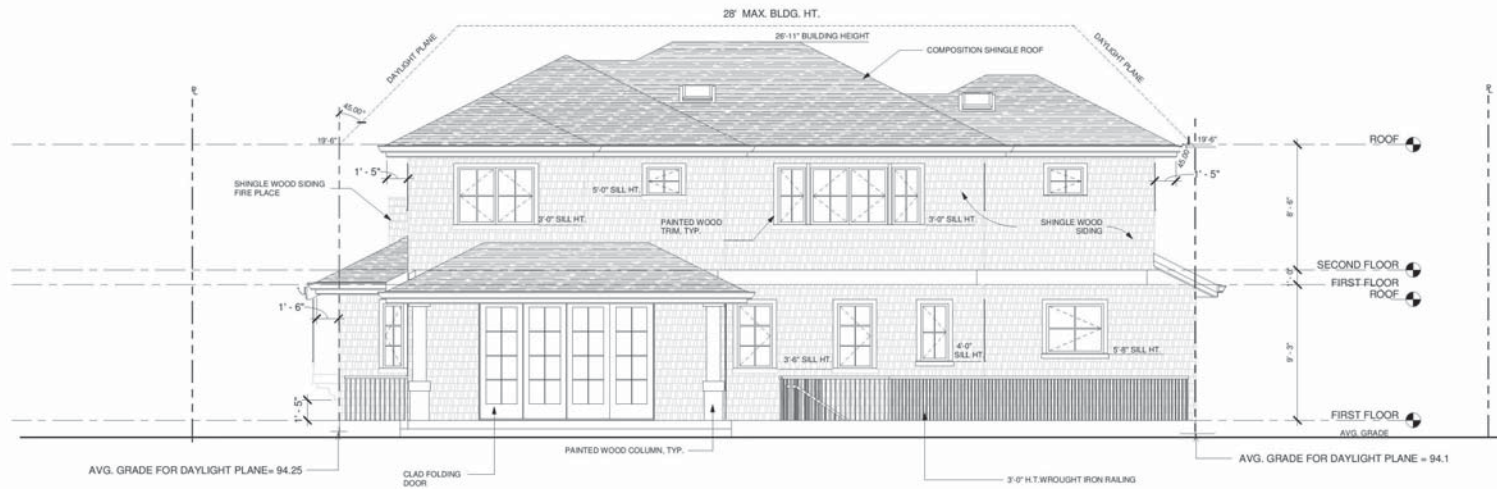 28' MAX. BLDG. HT.
26'-11" BUILDING HEIGHT
COMPOSITION SHINGLE ROOF
DAYLIGHT PLANE
DAYLIGHT PLANE
45.00°
19'-6"
19'-6"
45.00°
ROOF
1' - 5"
1' - 5"
SHINGLE WOOD SIDING
FIRE PLACE
5'-0" SILL HT.
3'-0" SILL HT.
PAINTED WOOD
TRIM, TYP.
3'-0" SILL HT.
SHINGLE WOOD
SIDING
8' - 6"
SECOND FLOOR
1'-0"
FIRST FLOOR
ROOF
1' - 6"
3'-6" SILL HT.
4'-0"
SILL HT.
5'-6" SILL HT.
9' - 3"
1' - 5"
FIRST FLOOR
AVG. GRADE
AVG. GRADE FOR DAYLIGHT PLANE= 94.25
CLAD FOLDING
DOOR
PAINTED WOOD COLUMN, TYP.
3'-0" H.T.WROUGHT IRON RAILING
AVG. GRADE FOR DAYLIGHT PLANE = 94.1